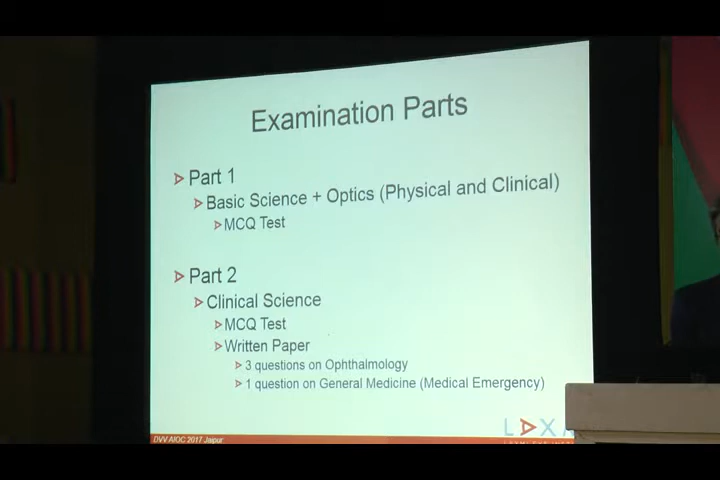 Examination Parts
Part 1
Basic Science + Optics (Physical and Clinical)
MCQ Test
Part 2
Clinical Science
MCQ Test
Written Paper
3 questions on Ophthalmology
1 question on General Medicine (Medical Emergency)
DVV AIOC 2017 Jaipur